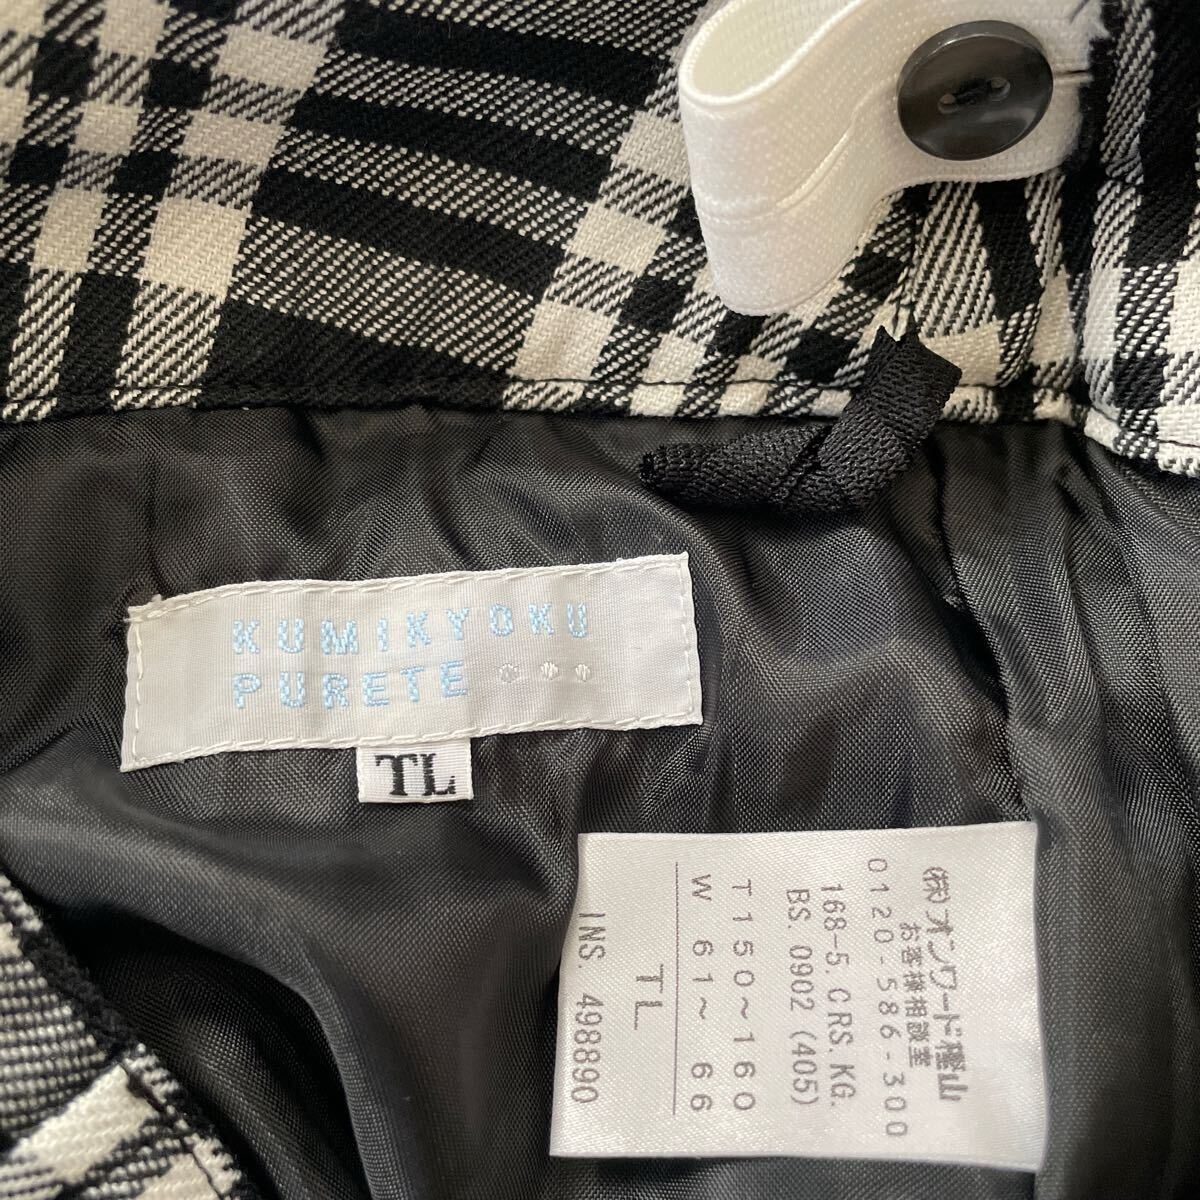 KUMIKYOKU
PURETE
TL
㈱オンワード樫山
お客様相談室
0120-586-300
168-5. CRS. KG.
BS. 0902 (405)
T 150~160
W 61~ 66
TL
INS. 498890